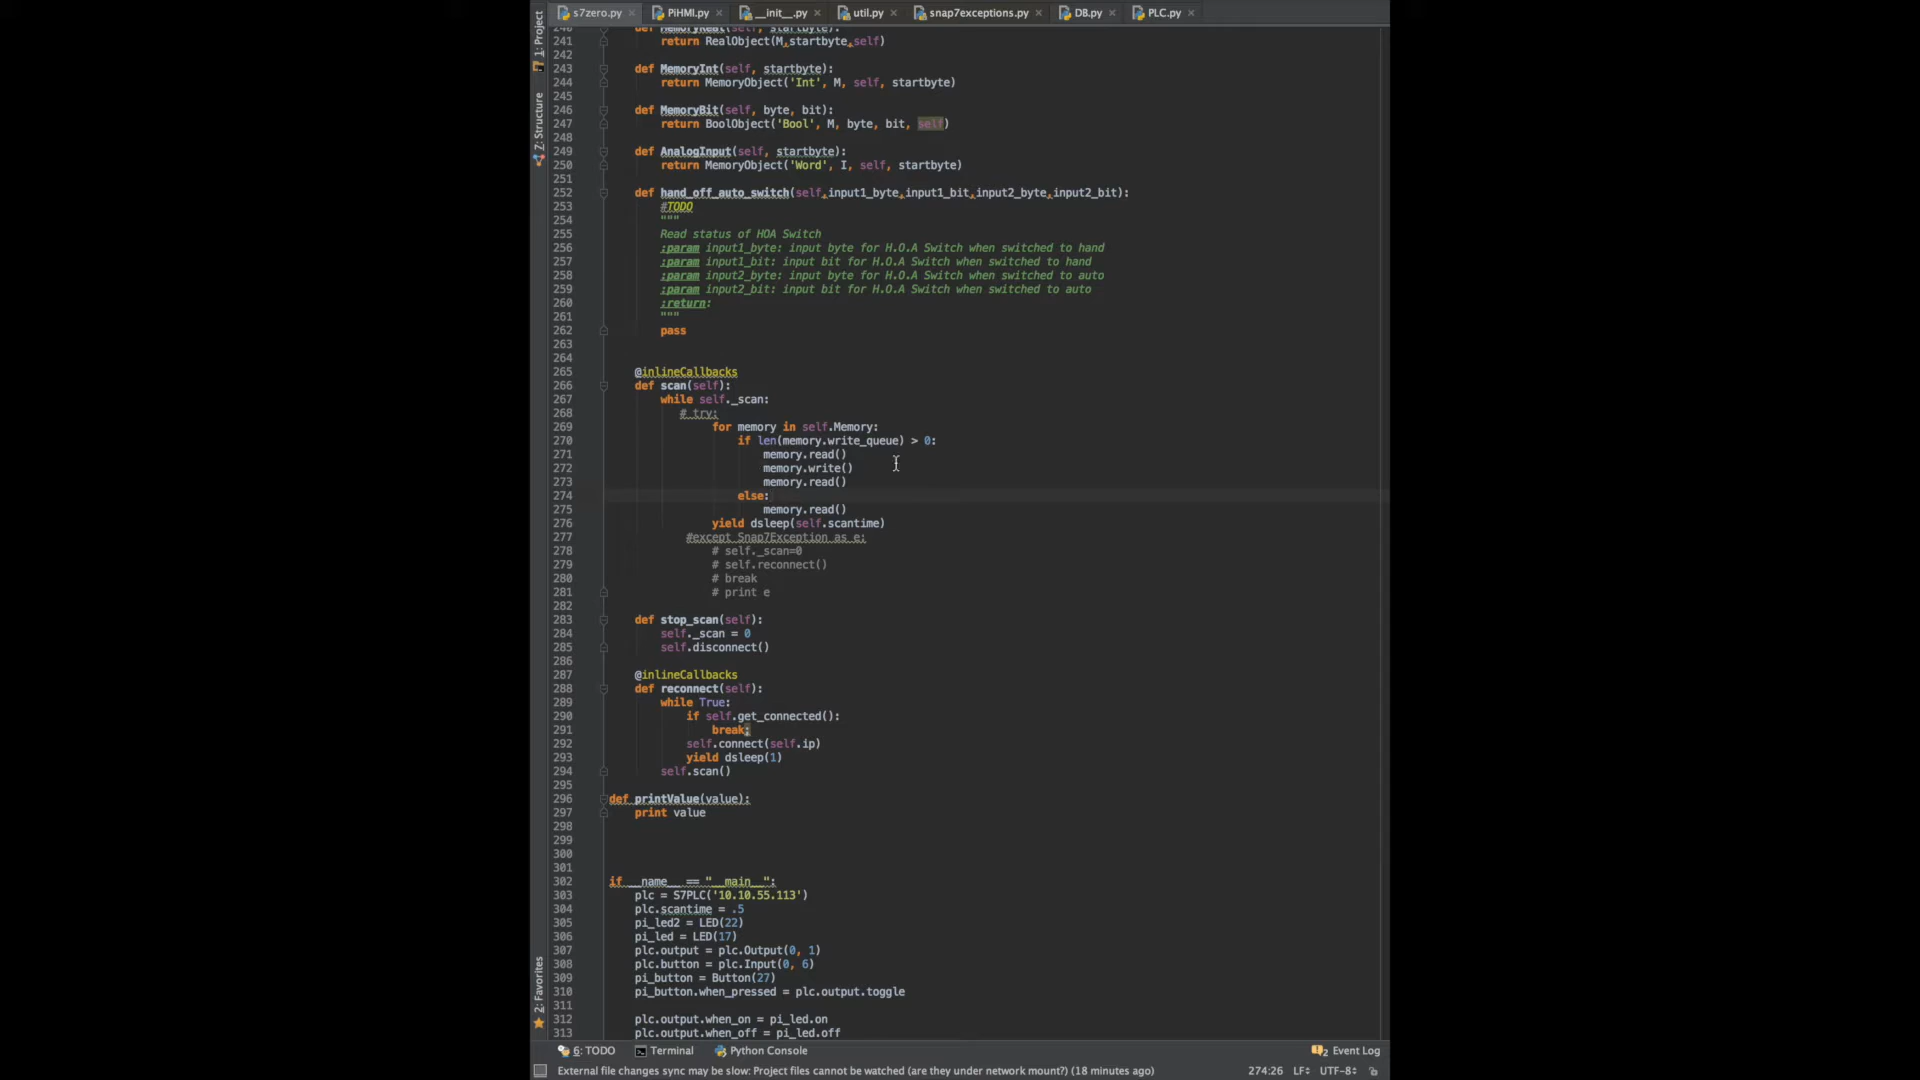 s7zero.py PiHMI.py __init__.py util.py snap7exceptions.py DB.py PLC.py
1: Project
Z: Structure
2: Favorites
240 def MemoryReal(self, startbyte):
241 return RealObject(M,startbyte,self)
242
243 def MemoryInt(self, startbyte):
244 return MemoryObject('Int', M, self, startbyte)
245
246 def MemoryBit(self, byte, bit):
247 return BoolObject('Bool', M, byte, bit, self)
248
249 def AnalogInput(self, startbyte):
250 return MemoryObject('Word', I, self, startbyte)
251
252 def hand_off_auto_switch(self,input1_byte,input1_bit,input2_byte,input2_bit):
253 #TODO
254 """
255 Read status of HOA Switch
256 :param input1_byte: input byte for H.O.A Switch when switched to hand
257 :param input1_bit: input bit for H.O.A Switch when switched to hand
258 :param input2_byte: input byte for H.O.A Switch when switched to auto
259 :param input2_bit: input bit for H.O.A Switch when switched to auto
260 :return:
261 """
262 pass
263
264
265 @inlineCallbacks
266 def scan(self):
267 while self._scan:
268 # try:
269 for memory in self.Memory:
270 if len(memory.write_queue) > 0:
271 memory.read()
272 memory.write()
273 memory.read()
274 else:
275 memory.read()
276 yield dsleep(self.scantime)
277 #except Snap7Exception as e:
278 # self._scan=0
279 # self.reconnect()
280 # break
281 # print e
282
283 def stop_scan(self):
284 self._scan = 0
285 self.disconnect()
286
287 @inlineCallbacks
288 def reconnect(self):
289 while True:
290 if self.get_connected():
291 break;
292 self.connect(self.ip)
293 yield dsleep(1)
294 self.scan()
295
296 def printValue(value):
297 print value
298
299
300
301
302 if __name__ == "__main__":
303 plc = S7PLC('10.10.55.113')
304 plc.scantime = .5
305 pi_led2 = LED(22)
306 pi_led = LED(17)
307 plc.output = plc.Output(0, 1)
308 plc.button = plc.Input(0, 6)
309 pi_button = Button(27)
310 pi_button.when_pressed = plc.output.toggle
311
312 plc.output.when_on = pi_led.on
313 plc.output.when_off = pi_led.off
6: TODO Terminal Python Console 2 Event Log
External file changes sync may be slow: Project files cannot be watched (are they under network mount?) (18 minutes ago) 274:26 LF÷ UTF-8÷